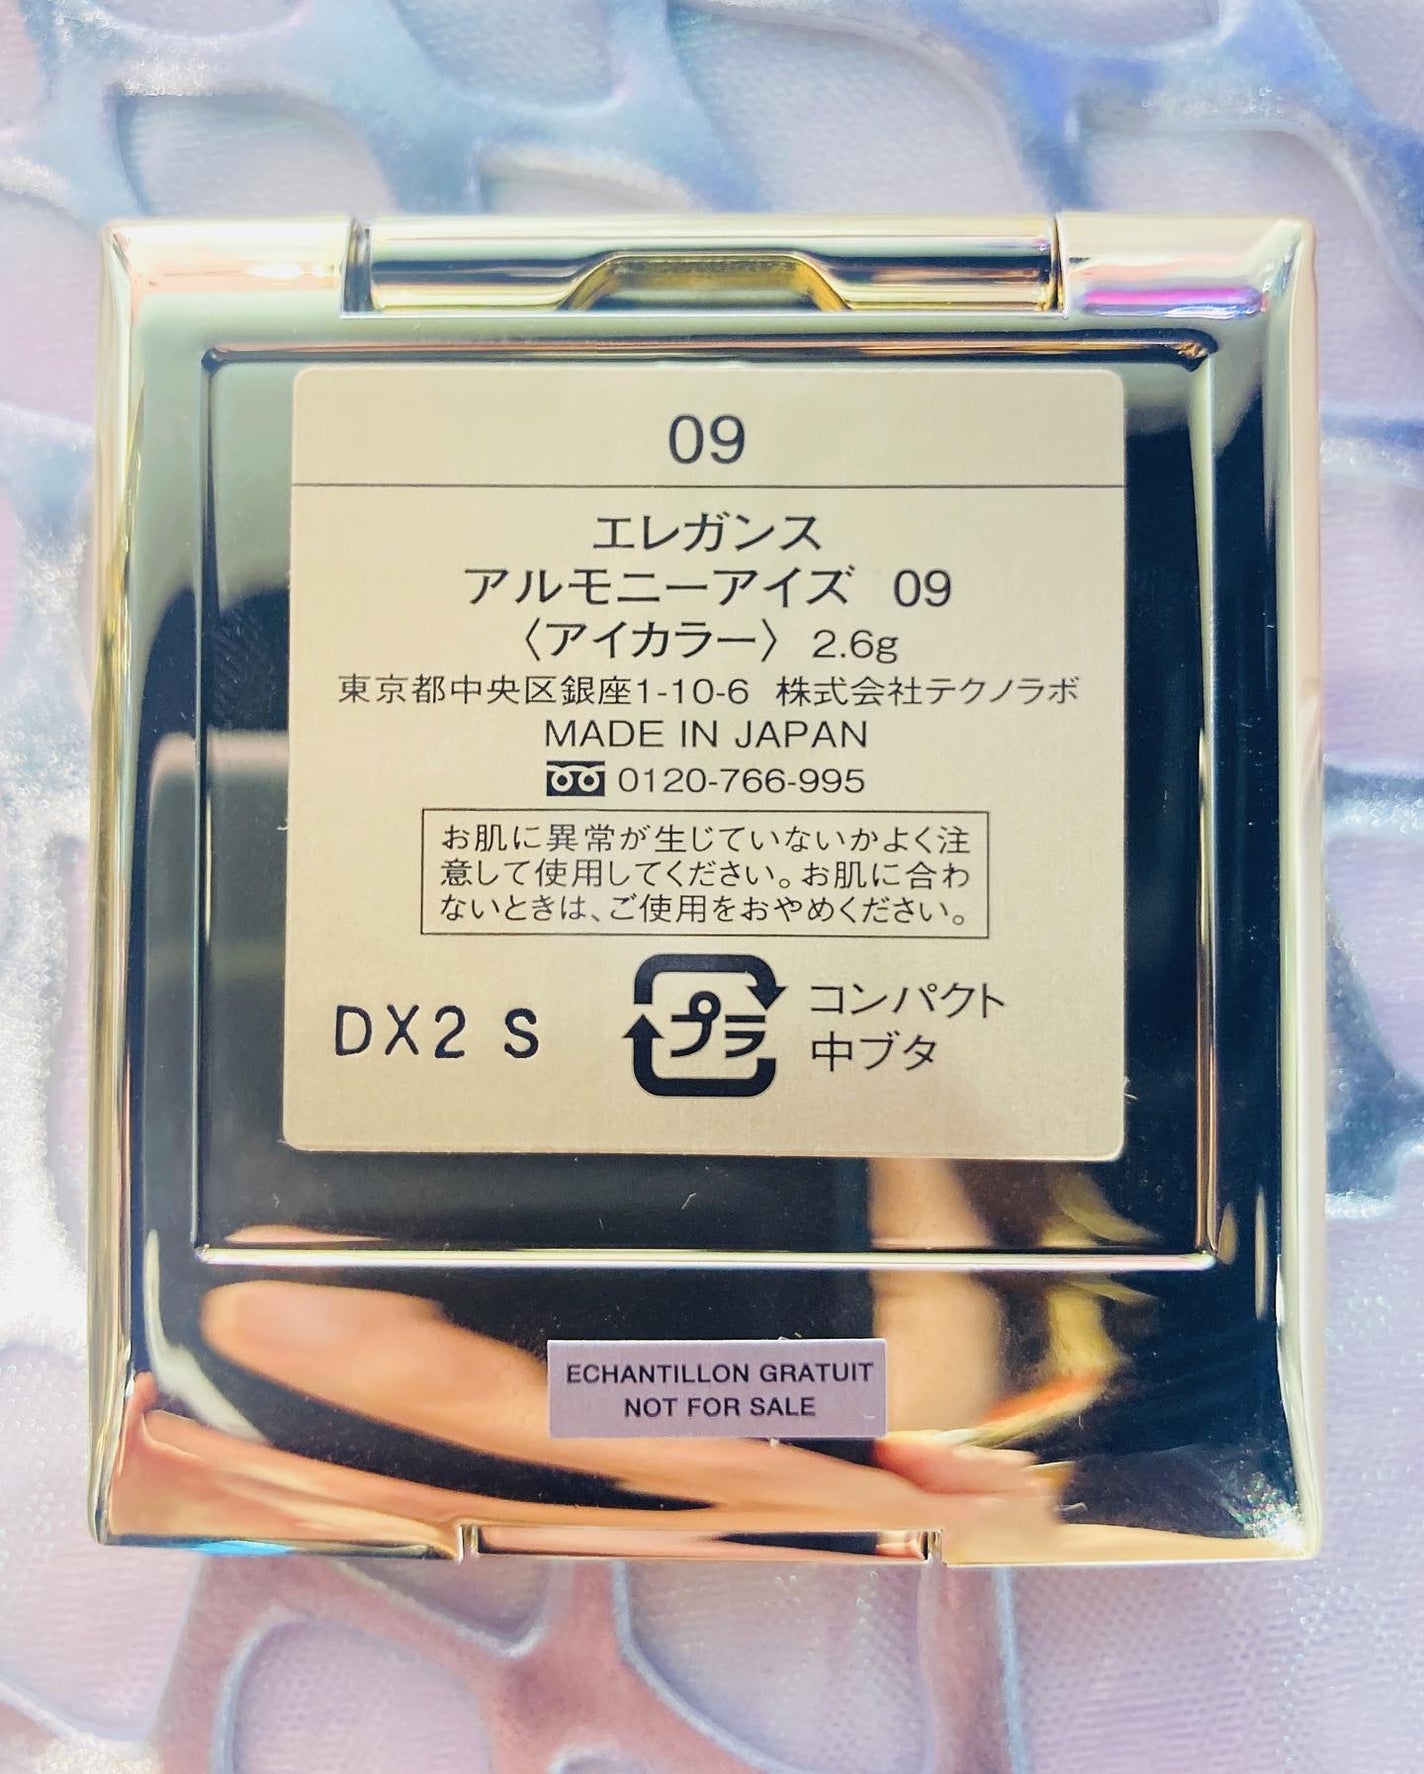 09
エレガンス
アルモニーアイズ 09
〈アイカラー〉 2.6g
東京都中央区銀座1-10-6 株式会社テクノラボ
MADE IN JAPAN
0120-766-995
お肌に異常が生じていないかよく注
意して使用してください。お肌に合わ
ないときは、ご使用をおやめください。
DX2 S
プラ
コンパクト
中ブタ
ECHANTILLON GRATUIT
NOT FOR SALE